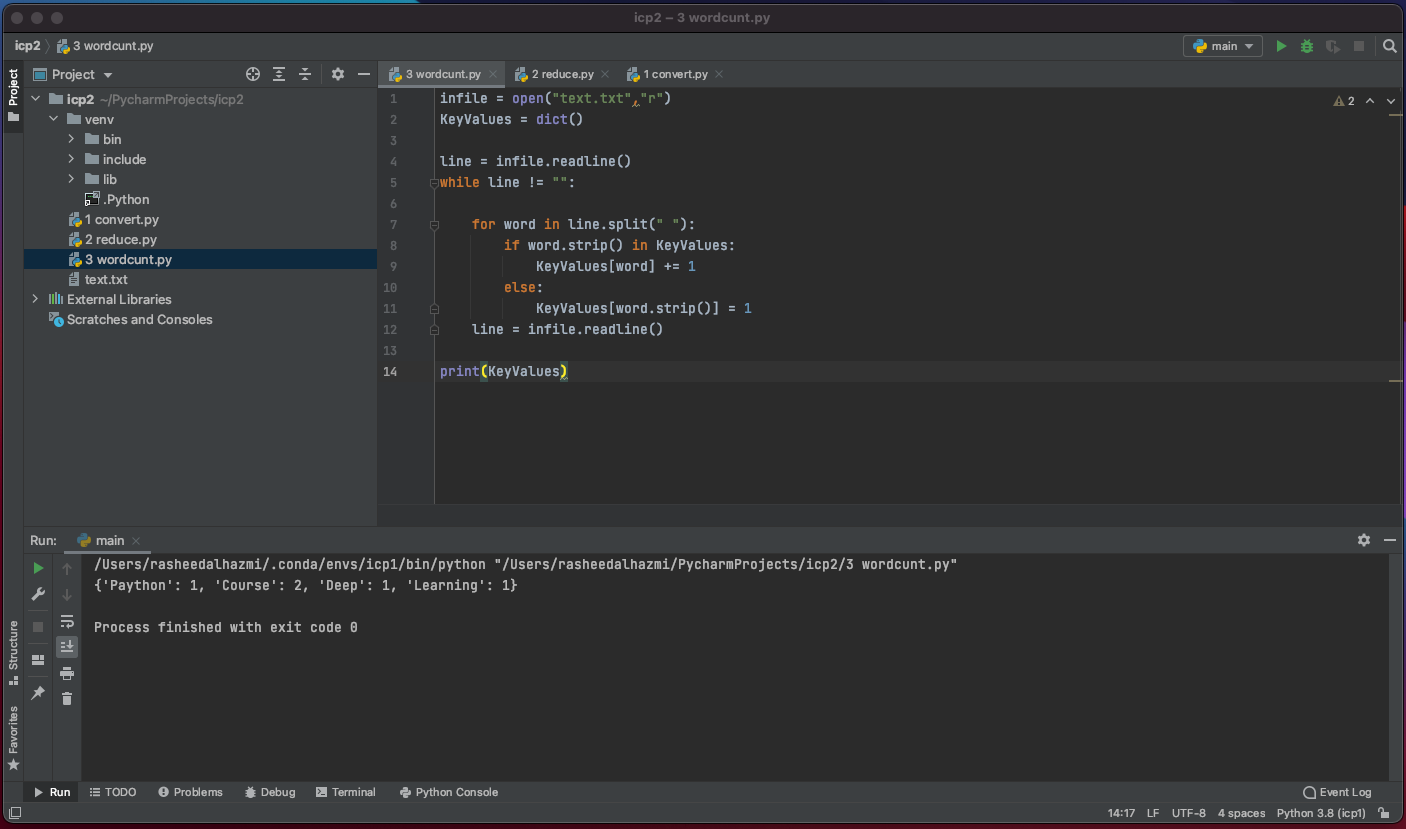 icp2 – 3 wordcunt.py
icp2 3 wordcunt.py main
Project
Project
3 wordcunt.py 2 reduce.py 1 convert.py
icp2 ~/PycharmProjects/icp2
venv
bin
include
lib
.Python
1 convert.py
2 reduce.py
3 wordcunt.py
text.txt
External Libraries
Scratches and Consoles
2
1 infile = open("text.txt","r")
2 KeyValues = dict()
3
4 line = infile.readline()
5 while line != "":
6
7 for word in line.split(" "):
8 if word.strip() in KeyValues:
9 KeyValues[word] += 1
10 else:
11 KeyValues[word.strip()] = 1
12 line = infile.readline()
13
14 print(KeyValues)
Run: main
/Users/rasheedalhazmi/.conda/envs/icp1/bin/python "/Users/rasheedalhazmi/PycharmProjects/icp2/3 wordcunt.py"
{'Paython': 1, 'Course': 2, 'Deep': 1, 'Learning': 1}
Process finished with exit code 0
Structure
Favorites
Run TODO Problems Debug Terminal Python Console Event Log
14:17 LF UTF-8 4 spaces Python 3.8 (icp1)